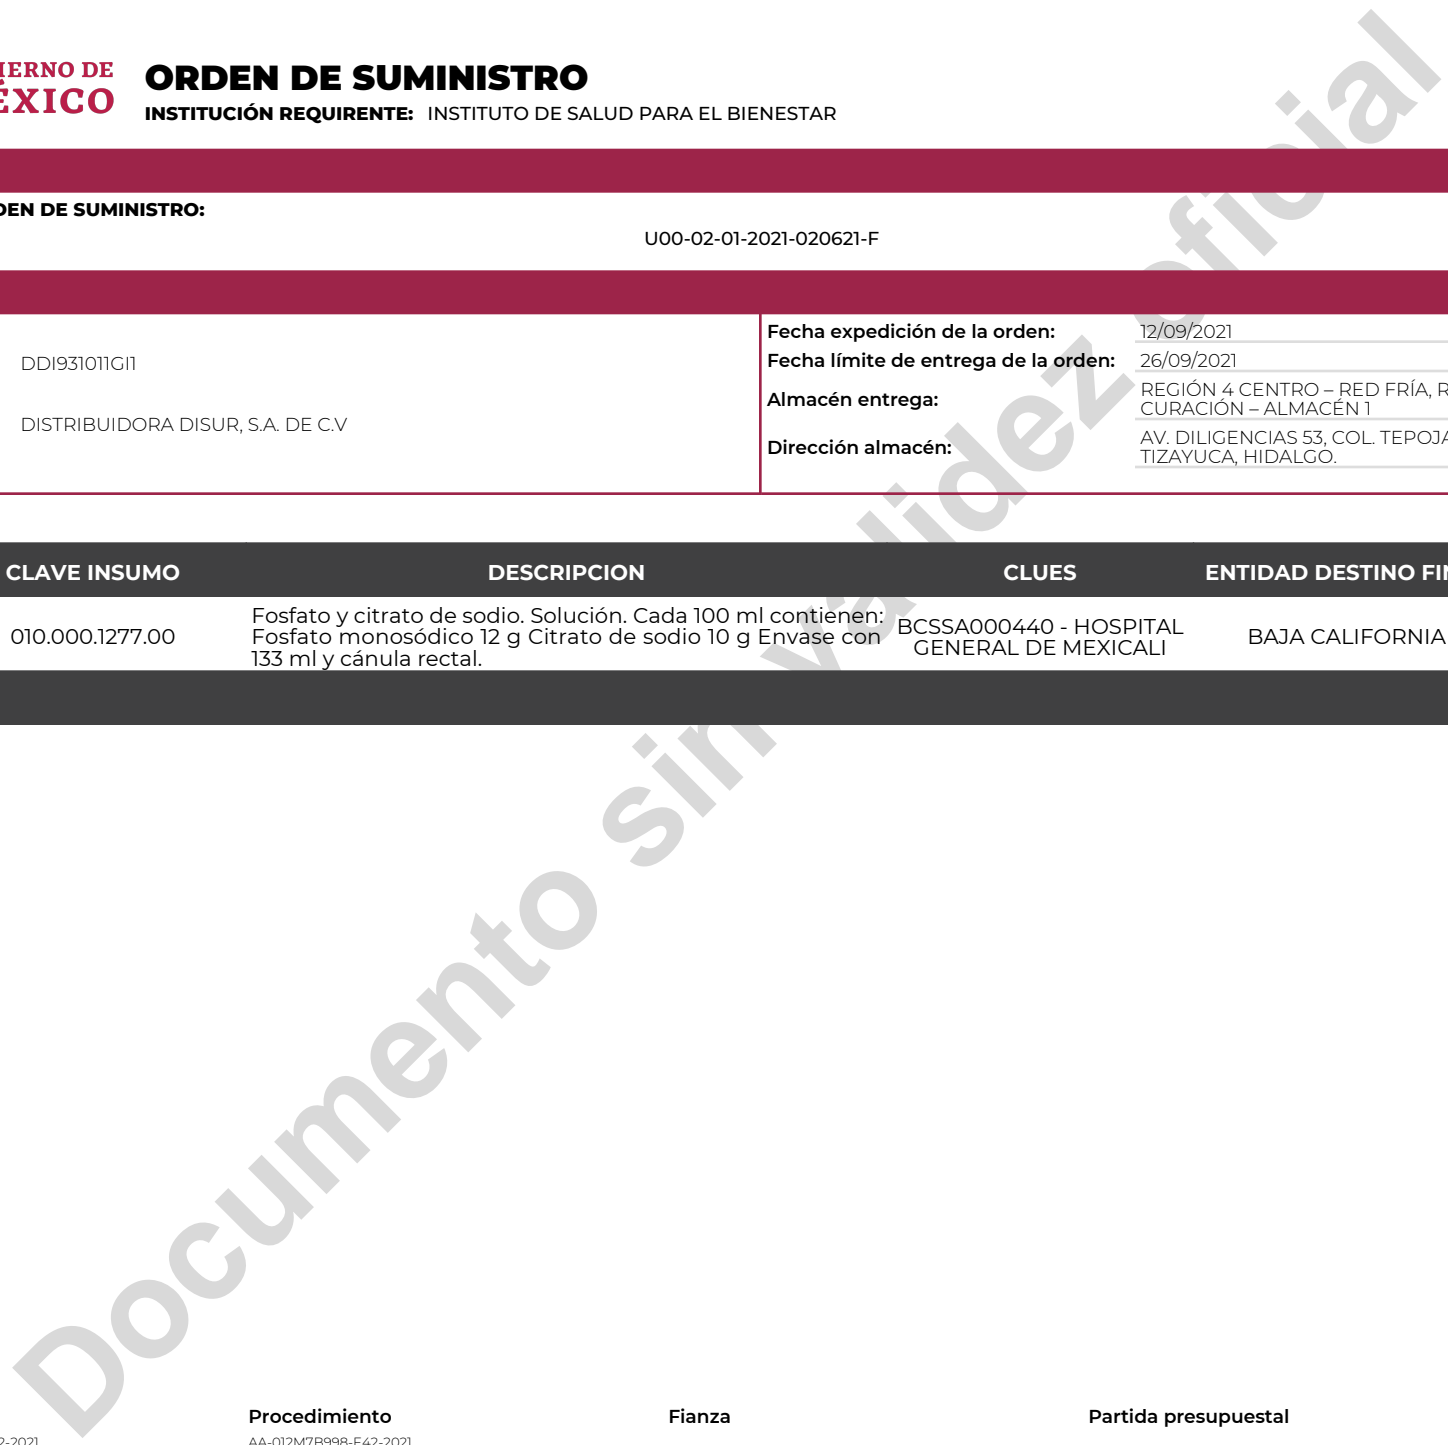 ORDEN DE SUMINISTRO
INSTITUCIÓN REQUIRENTE: INSTITUTO DE SALUD PARA EL BIENESTAR
DE
DE SUMINISTRO:
U00-02-01-2021-020621-F
DDI931011GI1
DISTRIBUIDORA DISUR, S.A. DE C.V
Fecha expedición de la orden: 12/09/2021
Fecha límite de entrega de la orden: 26/09/2021
Almacén entrega: REGIÓN 4 CENTRO – RED FRÍA,
CURACIÓN – ALMACÉN 1
Dirección almacén: AV. DILIGENCIAS 53, COL.
TIZAYUCA, HIDALGO.
CLAVE INSUMO DESCRIPCION CLUES ENTIDAD DESTINO
010.000.1277.00
Fosfato y citrato de sodio. Solución. Cada 100 ml contienen:
Fosfato monosódico 12 g Citrato de sodio 10 g Envase con
133 ml y cánula rectal.
BCSSA000440 - HOSPITAL
GENERAL DE MEXICALI
BAJA CALIFORNIA
Documento sin validez oficial
Procedimiento Fianza Partida presupuestal